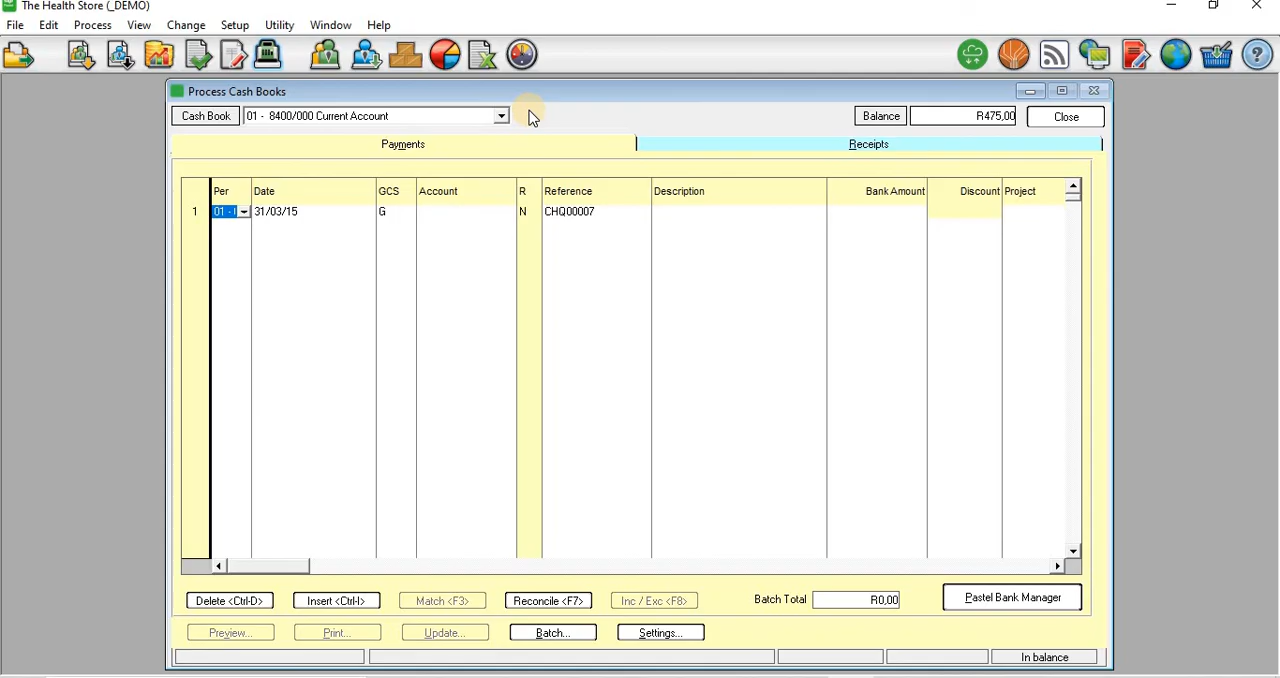 The Health Store (_DEMO)
File Edit Process View Change Setup Utility Window Help
Process Cash Books
Cash Book 01 - 8400/000 Current Account Balance R475,00 Close
Payments Receipts
Per Date GCS Account R Reference Description Bank Amount Discount Project
1 01 - 31/03/15 G N CHQ00007
Delete <Ctrl-D> Insert <Ctrl-I> Match <F3> Reconcile <F7> Inc / Exc <F8> Batch Total R0,00 Pastel Bank Manager
Preview... Print... Update... Batch... Settings...
In balance